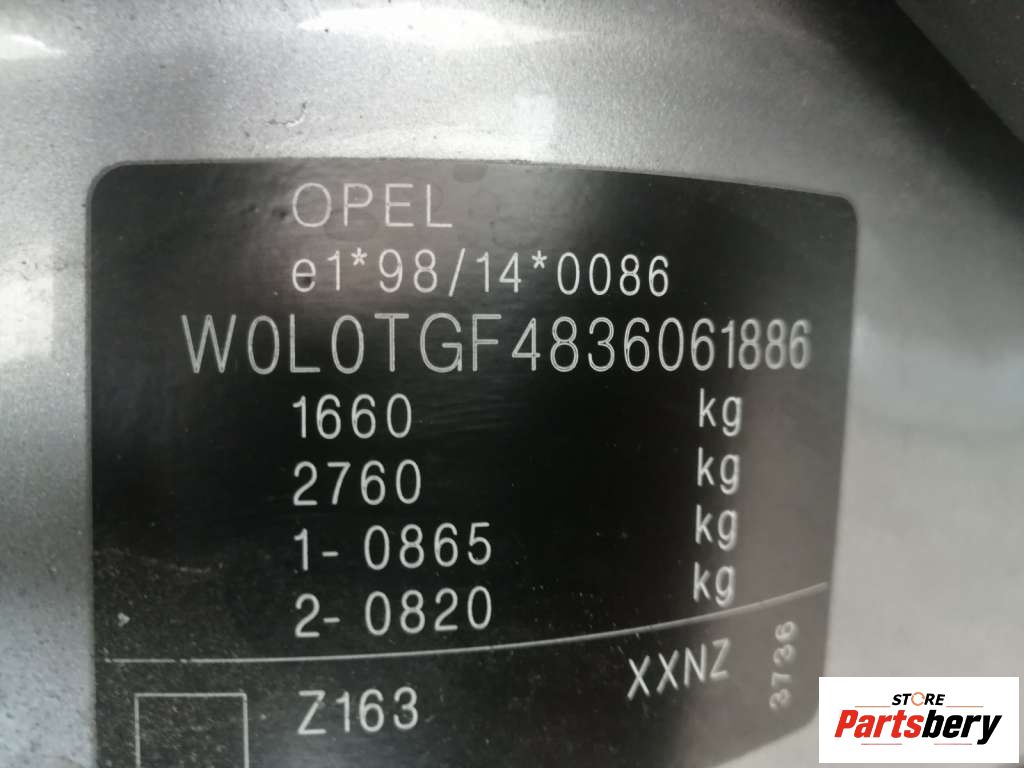 OPEL
e1*98/14*0086
W0L0TGF4836061886
1660 kg
2760 kg
1- 0865 kg
2- 0820 kg
Z163 XXNZ 3736
STORE
Partsbery